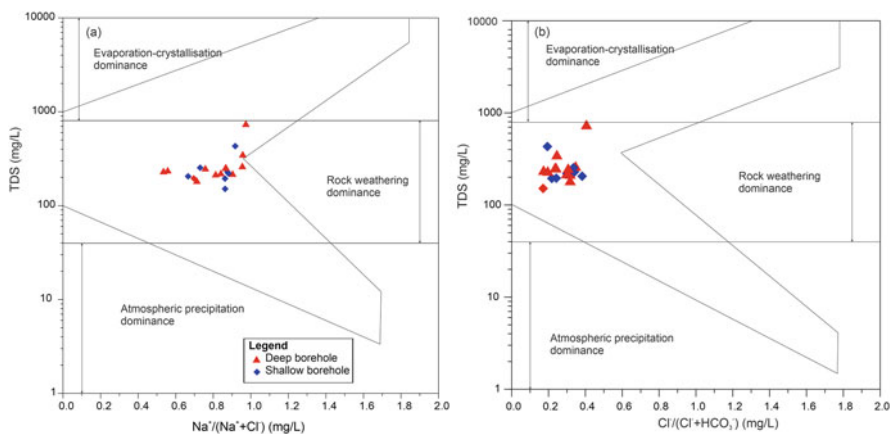 (a)
10000
1000
100
10
1
TDS (mg/L)
Evaporation-crystallisation
dominance
Rock weathering
dominance
Atmospheric precipitation
dominance
Legend
Deep borehole
Shallow borehole
0.0 0.2 0.4 0.6 0.8 1.0 1.2 1.4 1.6 1.8 2.0
Na⁺/(Na⁺+Cl⁻) (mg/L)
(b)
10000
1000
100
10
1
TDS (mg/L)
Evaporation-crystallisation
dominance
Rock weathering
dominance
Atmospheric precipitation
dominance
0.0 0.2 0.4 0.6 0.8 1.0 1.2 1.4 1.6 1.8 2.0
Cl⁻/(Cl⁻+HCO₃⁻) (mg/L)